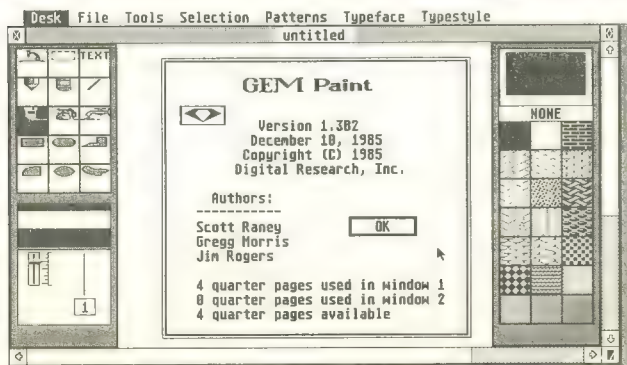 Desk File Tools Selection Patterns Typeface Typestyle
untitled
TEXT
GEM Paint
NONE
Version 1.3B2
December 10, 1985
Copyright (C) 1985
Digital Research, Inc.
Authors:
----------
Scott Raney
OK
Gregg Morris
Jim Rogers
4 quarter pages used in window 1
0 quarter pages used in window 2
4 quarter pages available
1